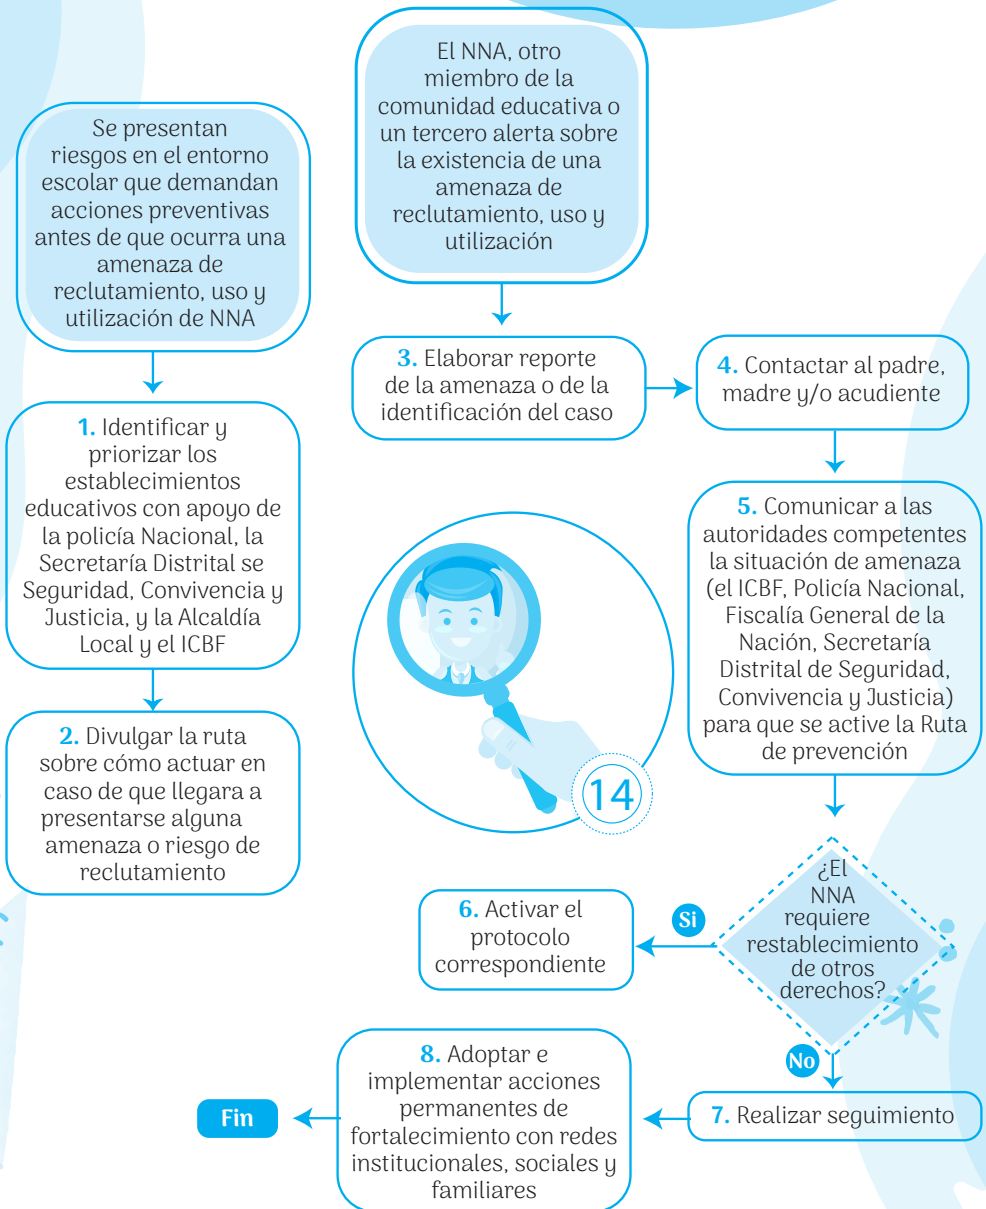 Se presentan
riesgos en el entorno
escolar que demandan
acciones preventivas
antes de que ocurra una
amenaza de
reclutamiento, uso y
utilización de NNA
1. Identificar y
priorizar los
establecimientos
educativos con apoyo de
la policía Nacional, la
Secretaría Distrital se
Seguridad, Convivencia y
Justicia, y la Alcaldía
Local y el ICBF
2. Divulgar la ruta
sobre cómo actuar en
caso de que llegara a
presentarse alguna
amenaza o riesgo de
reclutamiento
El NNA, otro
miembro de la
comunidad educativa o
un tercero alerta sobre
la existencia de una
amenaza de
reclutamiento, uso y
utilización
3. Elaborar reporte
de la amenaza o de la
identificación del caso
4. Contactar al padre,
madre y/o acudiente
5. Comunicar a las
autoridades competentes
la situación de amenaza
(el ICBF, Policía Nacional,
Fiscalía General de la
Nación, Secretaría
Distrital de Seguridad,
Convivencia y Justicia)
para que se active la Ruta
de prevención
14
¿El
NNA
requiere
restablecimiento
de otros
derechos?
Si
6. Activar el
protocolo
correspondiente
No
7. Realizar seguimiento
8. Adoptar e
implementar acciones
permanentes de
fortalecimiento con redes
institucionales, sociales y
familiares
Fin